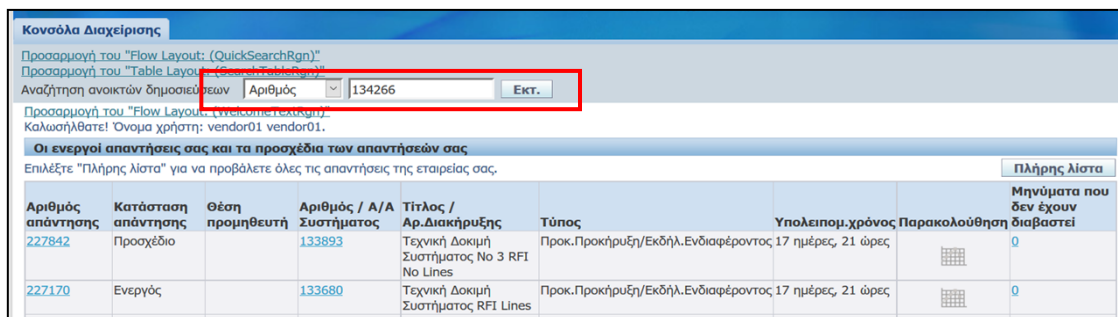 Κονσόλα Διαχείρισης
Προσαρμογή του "Flow Layout: (QuickSearchRgn)"
Προσαρμογή του "Table Layout: (SearchTableRgn)"
Αναζήτηση ανοικτών δημοσιεύσεων Αριθμός 134266 Εκτ.
Προσαρμογή του "Flow Layout: (WelcomeTextRgn)"
Καλωσήλθατε! Όνομα χρήστη: vendor01 vendor01.
Οι ενεργοί απαντήσεις σας και τα προσχέδια των απαντήσεών σας
Επιλέξτε "Πλήρης λίστα" για να προβάλετε όλες τις απαντήσεις της εταιρείας σας. Πλήρης λίστα
Μηνύματα που
Αριθμός Κατάσταση Θέση Αριθμός / Α/Α Τίτλος / δεν έχουν
απάντησης απάντησης προμηθευτή Συστήματος Αρ.Διακήρυξης Τύπος Υπολειπομ.χρόνος Παρακολούθηση διαβαστεί
227842 Προσχέδιο 133893 Τεχνική Δοκιμή Προκ.Προκήρυξη/Εκδήλ.Ενδιαφέροντος 17 ημέρες, 21 ώρες 0
Συστήματος No 3 RFI
No Lines
227170 Ενεργός 133680 Τεχνική Δοκιμή Προκ.Προκήρυξη/Εκδήλ.Ενδιαφέροντος 17 ημέρες, 21 ώρες 0
Συστήματος RFI Lines